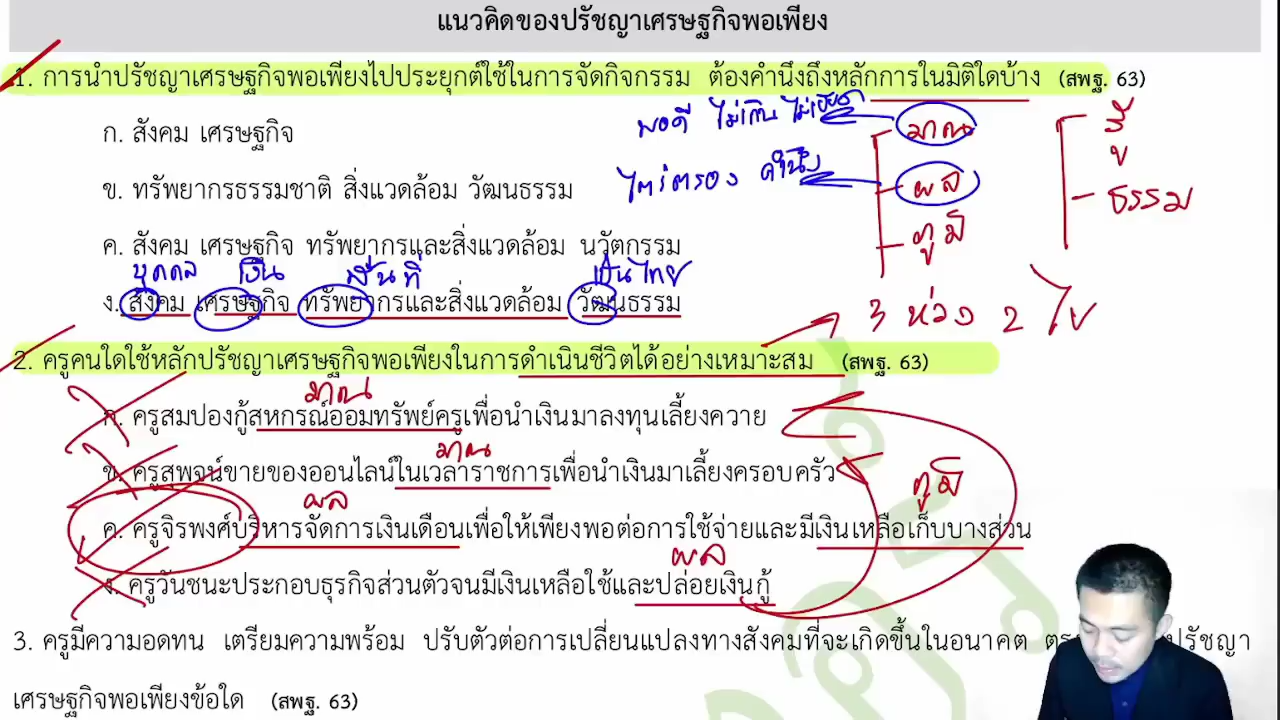 แนวคิดของปรัชญาเศรษฐกิจพอเพียง
1. การนำปรัชญาเศรษฐกิจพอเพียงไปประยุกต์ใช้ในการจัดกิจกรรม ต้องคำนึงถึงหลักการในมิติใดบ้าง (สพฐ. 63)
พอดี ไม่เกิน ไม่ มาณ รู้
ก. สังคม เศรษฐกิจ
ไตร่ตรอง คำนึง ผล ธรรม
ข. ทรัพยากรธรรมชาติ สิ่งแวดล้อม วัฒนธรรม
ภูมิ
ค. สังคม เศรษฐกิจ ทรัพยากรและสิ่งแวดล้อม นวัตกรรม
บุคคล เงิน พื้นที่ เป็นไทย
ง. สังคม เศรษฐกิจ ทรัพยากรและสิ่งแวดล้อม วัฒนธรรม
3 ห่วง 2 ไข
2. ครูคนใดใช้หลักปรัชญาเศรษฐกิจพอเพียงในการดำเนินชีวิตได้อย่างเหมาะสม (สพฐ. 63)
มาณ
ก. ครูสมปองกู้สหกรณ์ออมทรัพย์ครูเพื่อนำเงินมาลงทุนเลี้ยงควาย
มาณ
ข. ครูสุพจน์ขายของออนไลน์ในเวลาราชการเพื่อนำเงินมาเลี้ยงครอบครัว
ผล ภูมิ
ค. ครูจิรพงศ์บริหารจัดการเงินเดือนเพื่อให้เพียงพอต่อการใช้จ่ายและมีเงินเหลือเก็บบางส่วน
ผล
ง. ครูวันชนะประกอบธุรกิจส่วนตัวจนมีเงินเหลือใช้และปล่อยเงินกู้
3. ครูมีความอดทน เตรียมความพร้อม ปรับตัวต่อการเปลี่ยนแปลงทางสังคมที่จะเกิดขึ้นในอนาคต ปรัชญา
เศรษฐกิจพอเพียงข้อใด (สพฐ. 63)